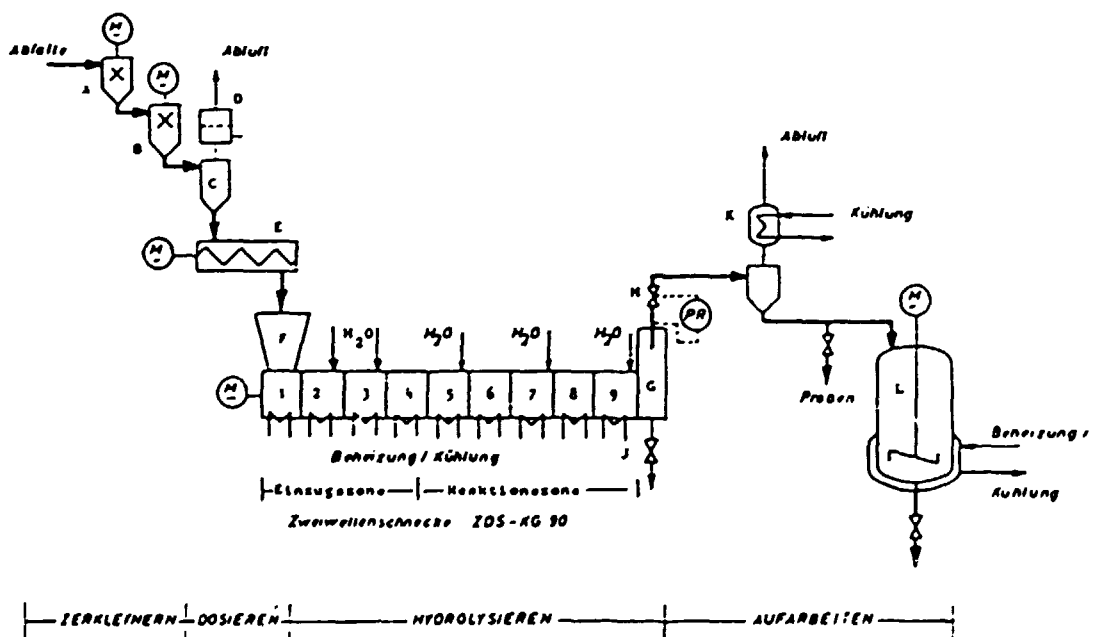 M
Abfälle
A
M
B
Abluft
D
C
E
M
F
H₂O
H₂O
H₂O
H₂O
M
1
2
3
4
5
6
7
8
9
G
H
PR
J
Beheizung / Kühlung
Einzugszone
Reaktionszone
Zweiwellenschnecke ZDS-KG 90
Abluft
K
Kühlung
M
Proben
L
Beheizung /
Kühlung
ZERKLEINERN
DOSIEREN
HYDROLYSIEREN
AUFARBEITEN